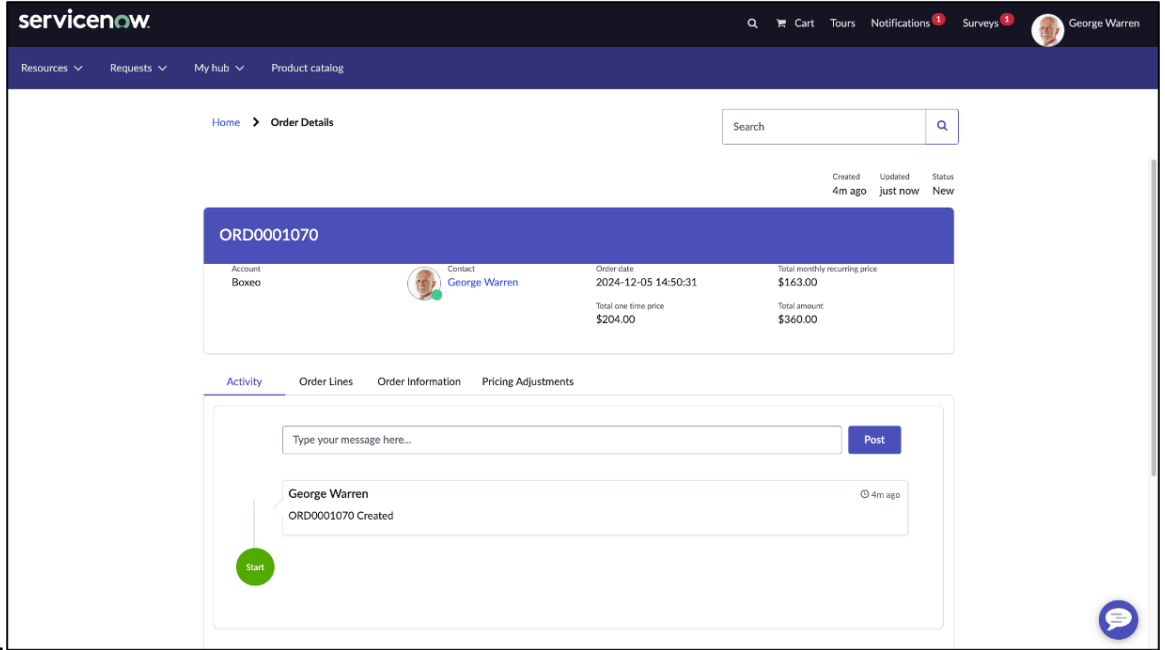 servicenow.
Cart Tours Notifications 1 Surveys 1 George Warren
Resources Requests My hub Product catalog
Home > Order Details
Search
Created Updated Status
4m ago just now New
ORD0001070
Account Contact Order date Total monthly recurring price
Boxeo George Warren 2024-12-05 14:50:31 $163.00
Total one time price Total amount
$204.00 $360.00
Activity Order Lines Order Information Pricing Adjustments
Type your message here... Post
George Warren 4m ago
ORD0001070 Created
Start